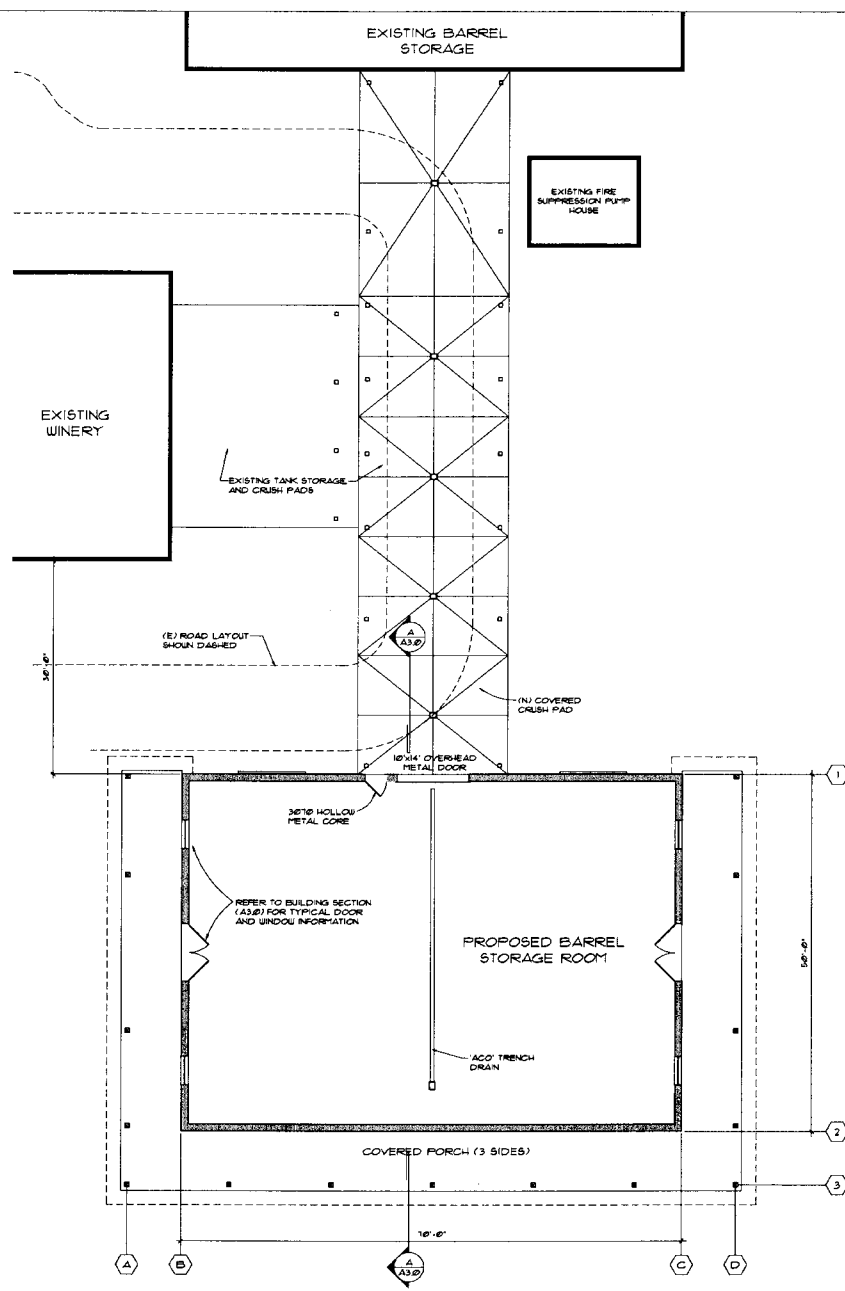 EXISTING BARREL
STORAGE
EXISTING FIRE
SUPPRESSION PUMP
HOUSE
EXISTING
WINERY
EXISTING TANK STORAGE
AND CRUSH PADS
(E) ROAD LAYOUT
SHOWN DASHED
A
A3.0
30'-0"
(N) COVERED
CRUSH PAD
10'x14' OVERHEAD
METAL DOOR
1
3070 HOLLOW
METAL CORE
REFER TO BUILDING SECTION
(A3.0) FOR TYPICAL DOOR
AND WINDOW INFORMATION
PROPOSED BARREL
STORAGE ROOM
50'-0"
'ACO' TRENCH
DRAIN
2
COVERED PORCH (3 SIDES)
3
70'-0"
A
B
A
A3.0
C
D